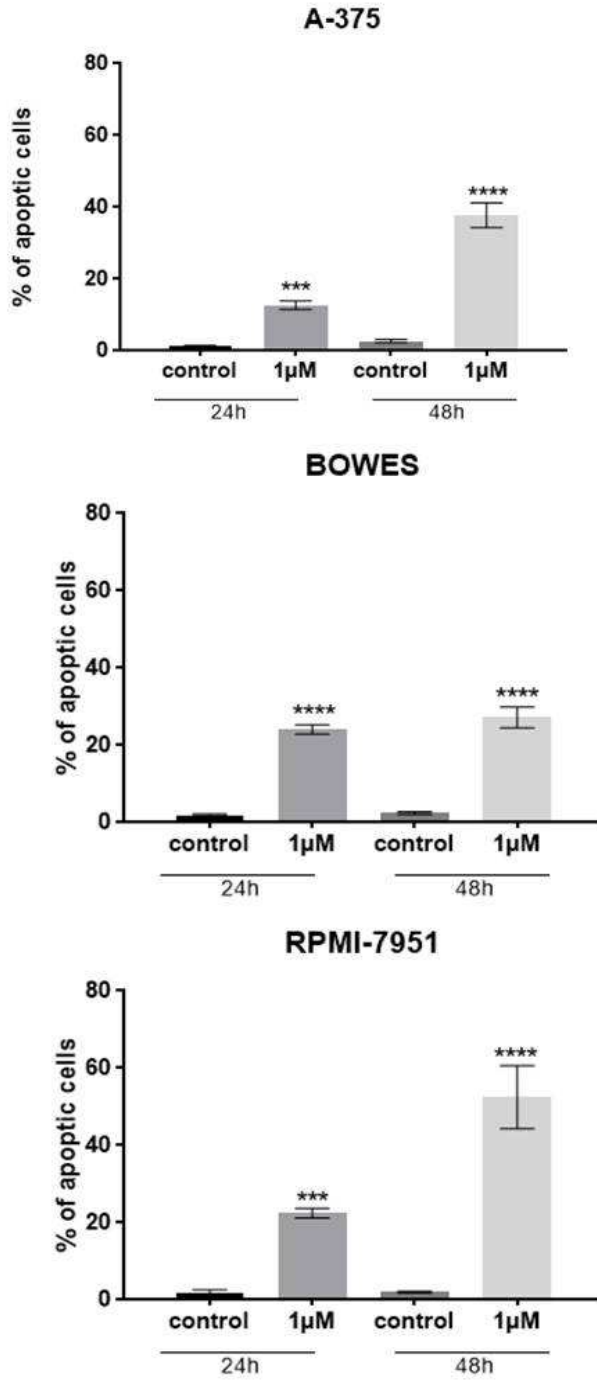 A-375
% of apoptic cells
80
60
40
20
0
***
****
control 1µM control 1µM
24h 48h
BOWES
% of apoptic cells
80
60
40
20
0
****
****
control 1µM control 1µM
24h 48h
RPMI-7951
% of apoptic cells
80
60
40
20
0
***
****
control 1µM control 1µM
24h 48h